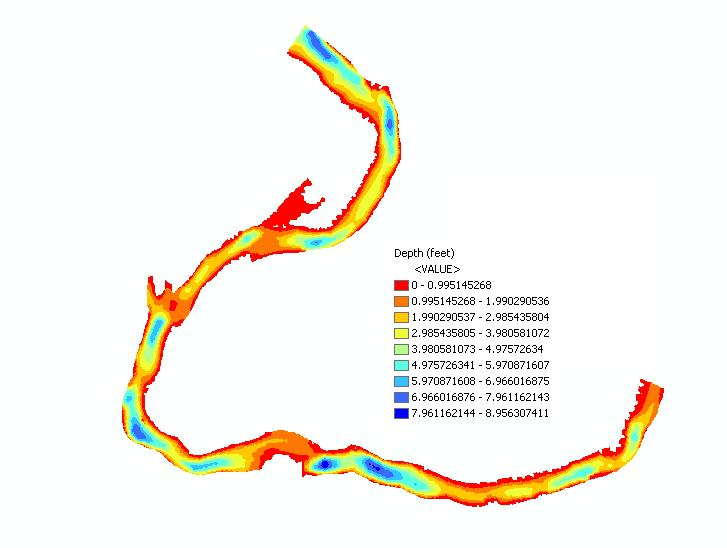 Depth (feet)
<VALUE>
0 - 0.995145268
0.995145268 - 1.990290536
1.990290537 - 2.985435804
2.985435805 - 3.980581072
3.980581073 - 4.97572634
4.975726341 - 5.970871607
5.970871608 - 6.966016875
6.966016876 - 7.961162143
7.961162144 - 8.956307411